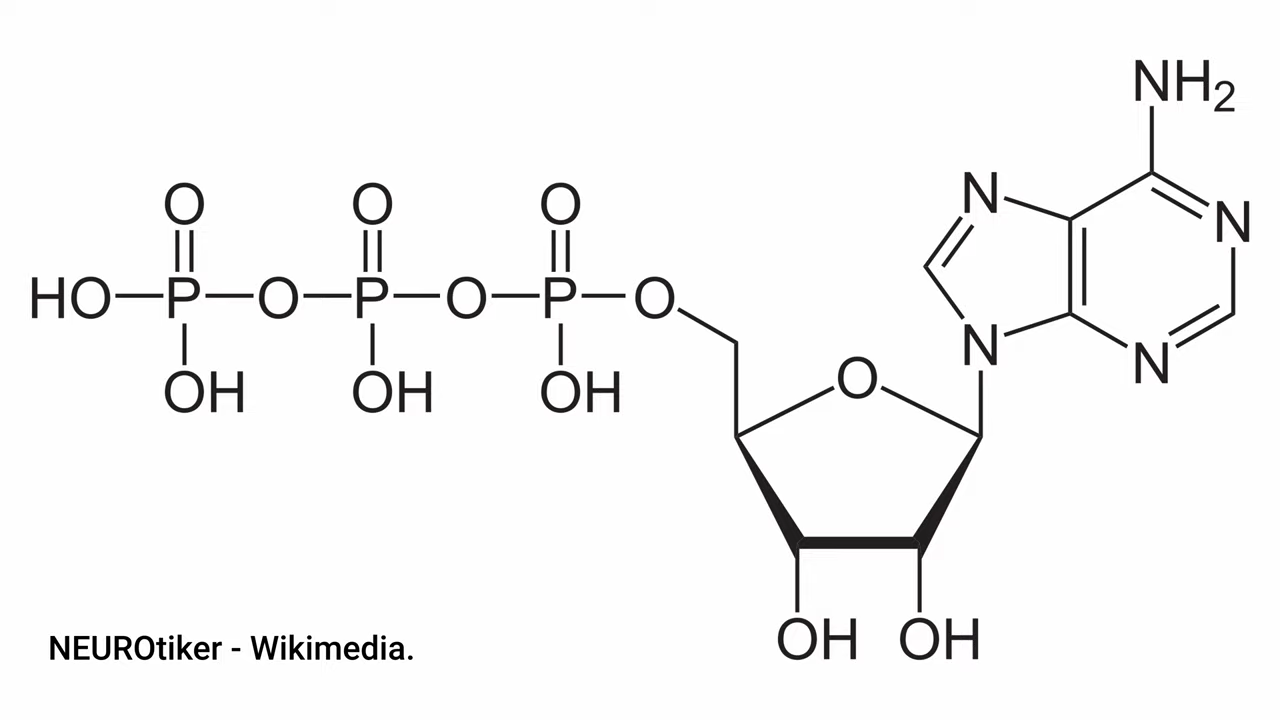 NH₂
N
N
O O O
HO P O P O P O
N
N
O
OH OH OH
OH OH
NEUROtiker - Wikimedia.